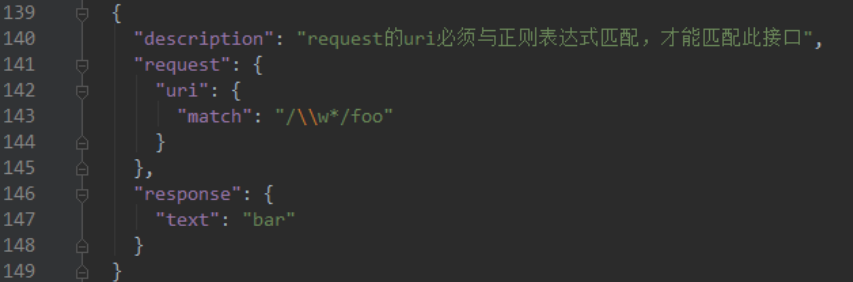 139 {
140   "description": "request的uri必须与正则表达式匹配，才能匹配此接口",
141   "request": {
142     "uri": {
143       "match": "/\\w*/foo"
144     }
145   },
146   "response": {
147     "text": "bar"
148   }
149 }